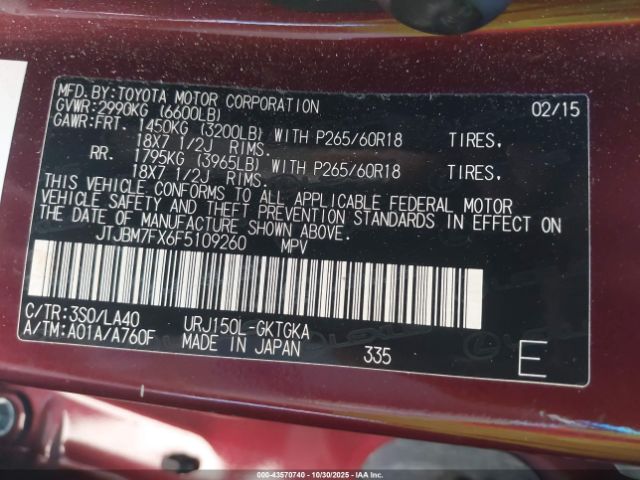 MFD. BY: TOYOTA MOTOR CORPORATION 02/15
GVWR: 2990KG (6600LB)
GAWR: FRT. 1450KG (3200LB) WITH P265/60R18 TIRES.
18X7 1/2J RIMS.
RR. 1795KG (3965LB) WITH P265/60R18 TIRES.
18X7 1/2J RIMS.
THIS VEHICLE CONFORMS TO ALL APPLICABLE FEDERAL MOTOR
VEHICLE SAFETY AND THEFT PREVENTION STANDARDS IN EFFECT ON
THE DATE OF MANUFACTURE SHOWN ABOVE.
JTJBM7FX6F5109260 MPV
C/TR: 3S0/LA40 URJ150L-GKTGKA
A/TM: A01A/A760F MADE IN JAPAN 335 E
000-43570740 - 10/30/2025 - IAA Inc.